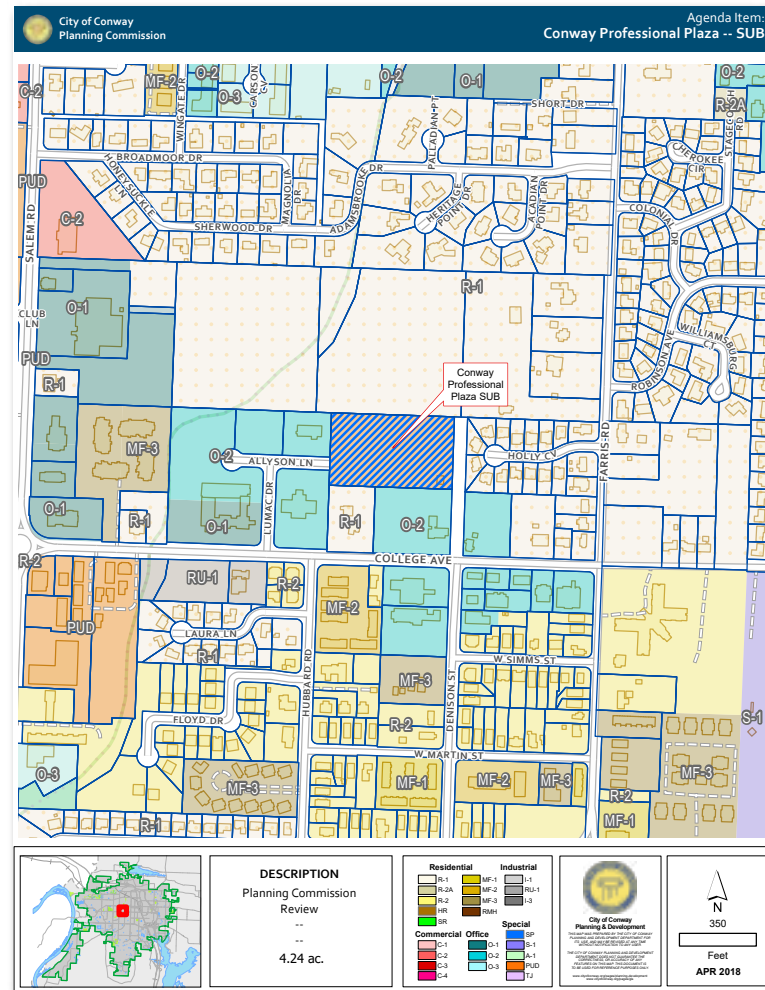 City of Conway
Planning Commission
Agenda Item:
Conway Professional Plaza -- SUB
C-2
MF-2
WINGATE DR
O-2
O-3
CARSON CV
O-2
O-1
O-2
R-2A
SHORT DR
PALLADIAN PT
CHEROKEE CIR
BROADMOOR DR
HONEYSUCKLE LN
MAGNOLIA DR
ADAMSBROOKE DR
HERITAGE POINT DR
ACADIAN POINT DR
PUD
SALEM RD
C-2
SHERWOOD DR
COLONIAL DR
R-1
O-1
CLUB LN
PUD
R-1
WILLIAMSBURG CT
ROBINSON AVE
Conway
Professional
Plaza SUB
MF-3
O-2
ALLYSON LN
LUMAC DR
HOLLY CV
FARRIS RD
O-1
R-1
O-1
R-1
O-2
COLLEGE AVE
R-2
RU-1
R-2
MF-2
PUD
LAURA LN
R-1
HUBBARD RD
MF-3
DENISON ST
W SIMMS ST
FLOYD DR
R-2
S-1
W MARTIN ST
O-3
MF-3
MF-1
MF-2
MF-3
MF-3
R-2
MF-1
R-1
DESCRIPTION
Planning Commission
Review
--
--
4.24 ac.
Residential
R-1
R-2A
R-2
HR
SR
MF-1
MF-2
MF-3
RMH
Industrial
I-1
RU-1
I-3
Commercial
C-1
C-2
C-3
C-4
Office
O-1
O-2
O-3
Special
SP
S-1
A-1
PUD
TJ
City of Conway
Planning & Development
N
350
Feet
APR 2018